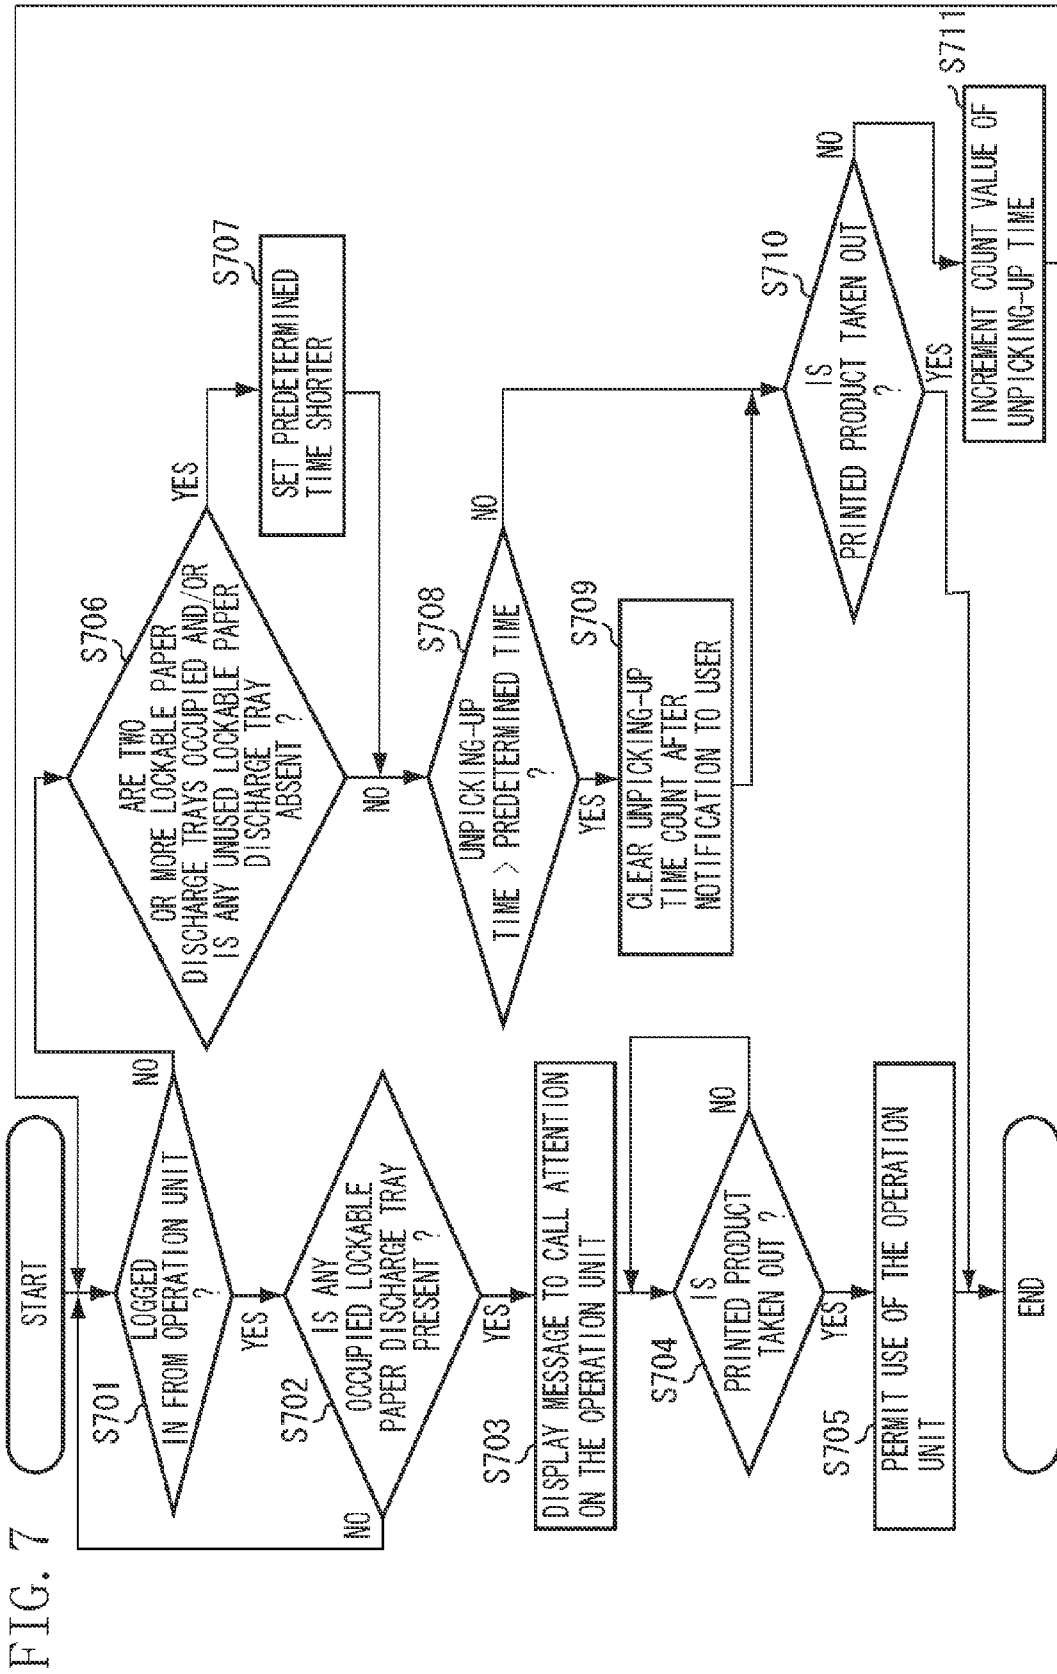 FIG. 7
START
S701
LOGGED
IN FROM OPERATION UNIT
?
NO
YES
S702
IS ANY
OCCUPIED LOCKABLE
PAPER DISCHARGE TRAY
PRESENT ?
NO
YES
S703
DISPLAY MESSAGE TO CALL ATTENTION
ON THE OPERATION UNIT
S704
IS
PRINTED PRODUCT
TAKEN OUT ?
NO
YES
S705
PERMIT USE OF THE OPERATION
UNIT
END
S706
ARE TWO
OR MORE LOCKABLE PAPER
DISCHARGE TRAYS OCCUPIED AND/OR
IS ANY UNUSED LOCKABLE PAPER
DISCHARGE TRAY
ABSENT ?
YES
NO
S707
SET PREDETERMINED
TIME SHORTER
S708
UNPICKING-UP
TIME > PREDETERMINED TIME
?
NO
YES
S709
CLEAR UNPICKING-UP
TIME COUNT AFTER
NOTIFICATION TO USER
S710
IS
PRINTED PRODUCT TAKEN OUT
?
NO
YES
S711
INCREMENT COUNT VALUE OF
UNPICKING-UP TIME